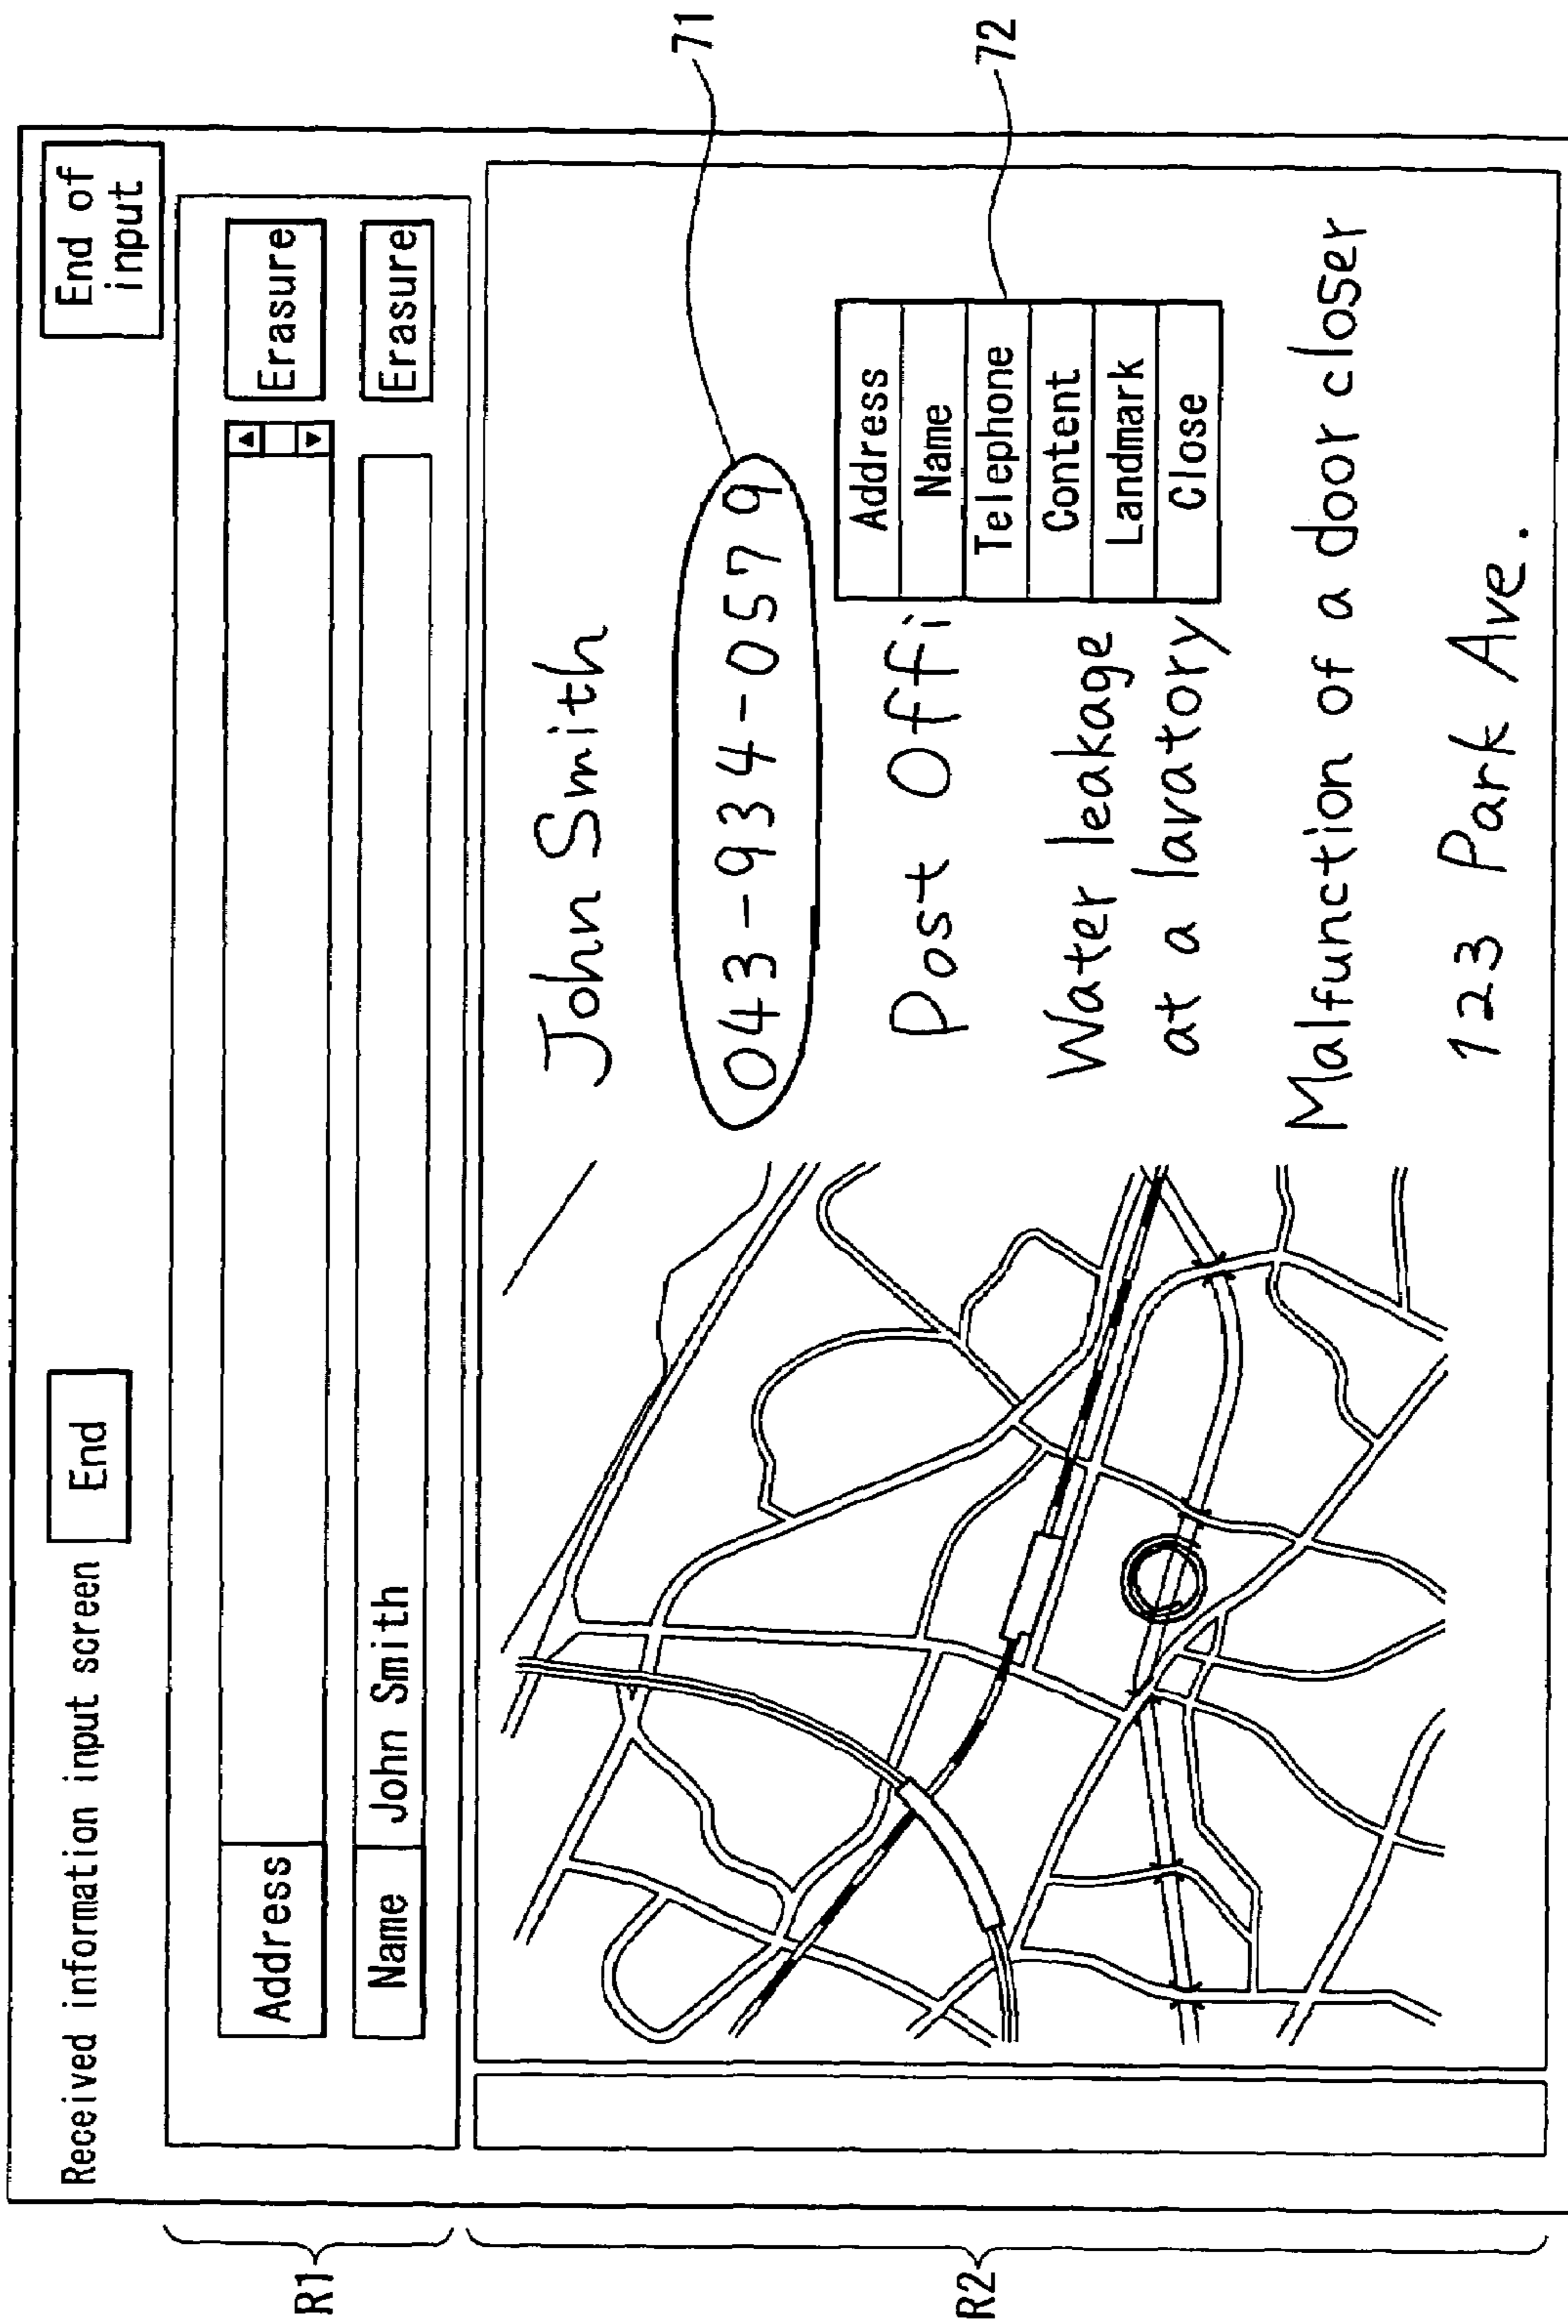 Received information input screen
End
End of
input
Address
Erasure
Name
John Smith
Erasure
R1
R2
John Smith
043-934-0579
71
Post Offi
Water leakage
at a lavatory
Malfunction of a door closer
123 Park Ave.
Address
Name
Telephone
Content
Landmark
Close
72